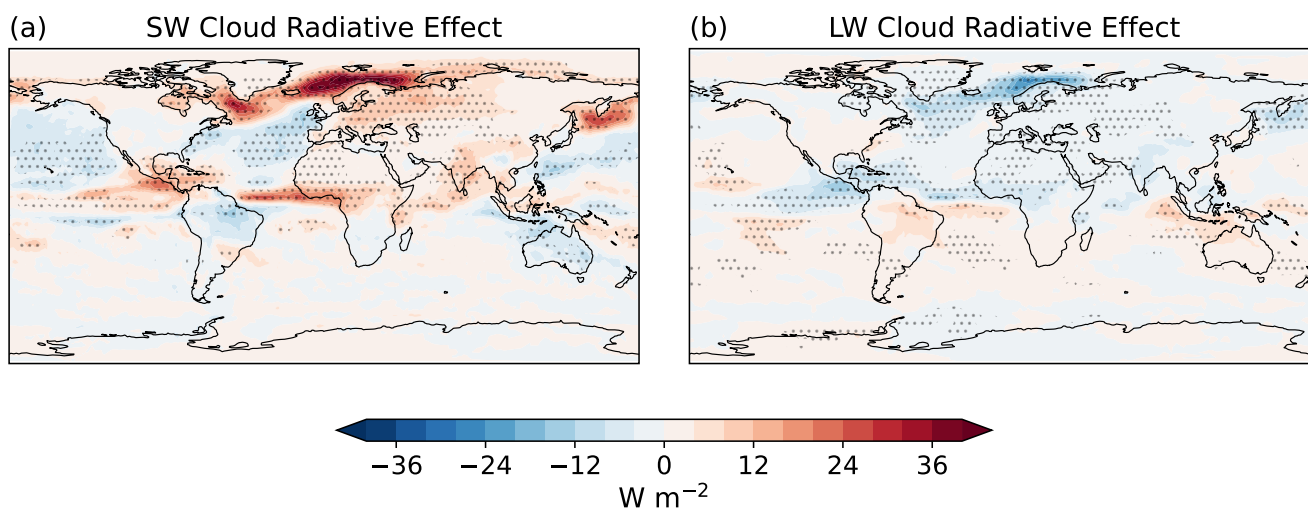 (a) SW Cloud Radiative Effect
(b) LW Cloud Radiative Effect
−36 −24 −12 0 12 24 36
W m⁻²